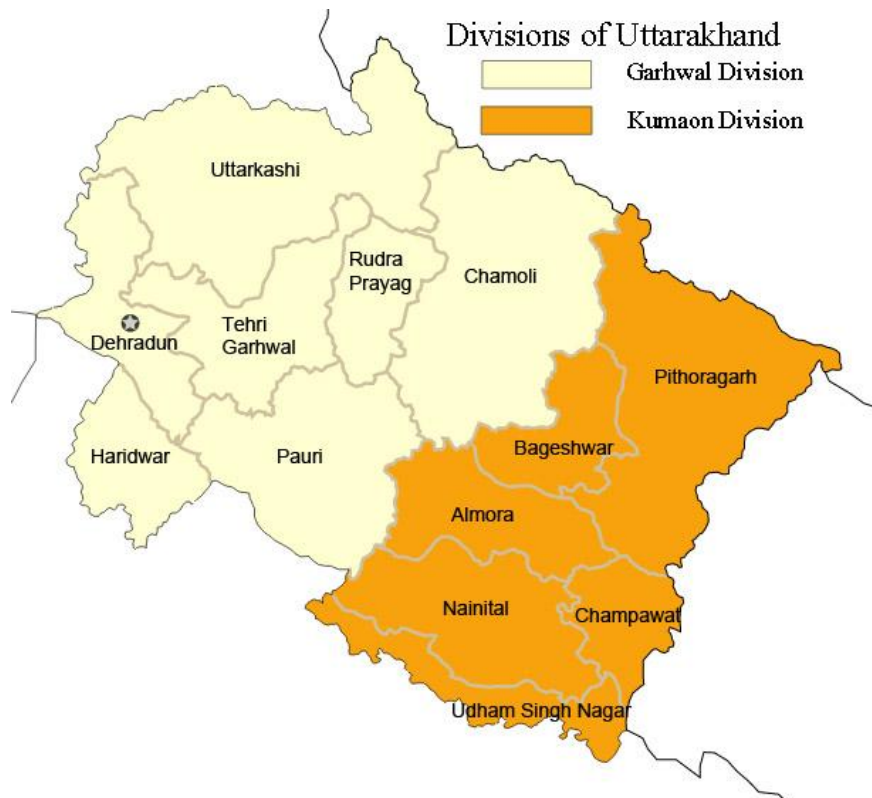 Divisions of Uttarakhand
Garhwal Division
Kumaon Division
Uttarkashi
Rudra
Prayag
Chamoli
Tehri
Garhwal
Dehradun
Pithoragarh
Haridwar
Pauri
Bageshwar
Almora
Nainital
Champawat
Udham Singh Nagar